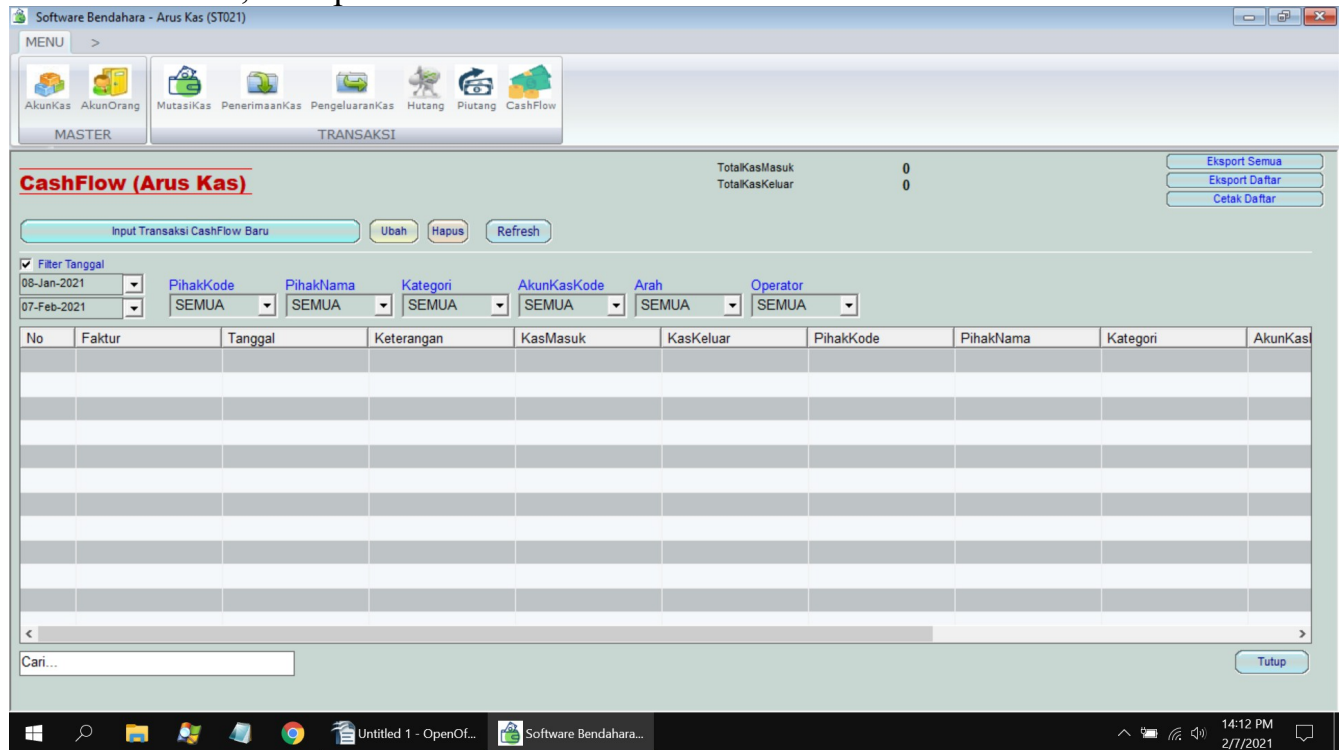 Software Bendahara - Arus Kas (ST021)
MENU >
AkunKas AkunOrang MutasiKas PenerimaanKas PengeluaranKas Hutang Piutang CashFlow
MASTER TRANSAKSI
CashFlow (Arus Kas)
TotalKasMasuk 0
TotalKasKeluar 0
Eksport Semua
Eksport Daftar
Cetak Daftar
Input Transaksi CashFlow Baru Ubah Hapus Refresh
Filter Tanggal
08-Jan-2021
07-Feb-2021
PihakKode PihakNama Kategori AkunKasKode Arah Operator
SEMUA SEMUA SEMUA SEMUA SEMUA SEMUA
No Faktur Tanggal Keterangan KasMasuk KasKeluar PihakKode PihakNama Kategori AkunKas
Cari...
Tutup
Untitled 1 - OpenOf... Software Bendahara...
14:12 PM
2/7/2021